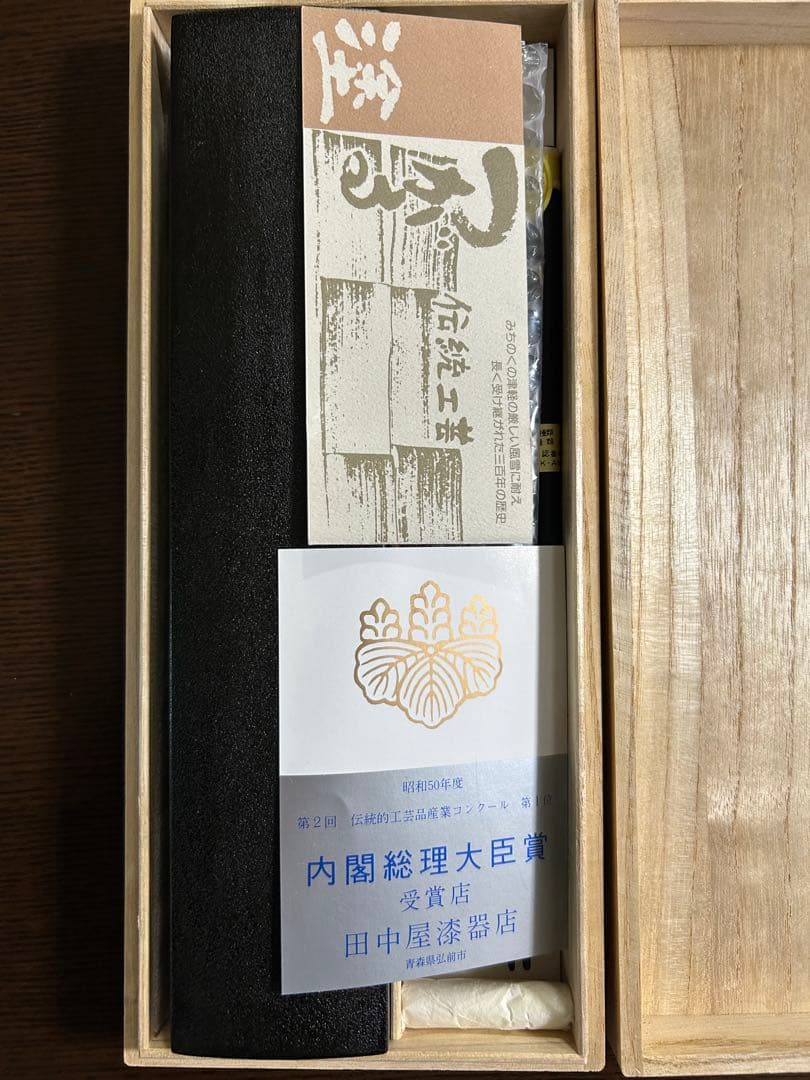 塗
つがる
伝統工芸
みちのくの津軽の厳しい風雪に耐え
長く受け継がれた三百年の歴史
昭和50年度
第2回 伝統的工芸品産業コンクール 第1位
内閣総理大臣賞
受賞店
田中屋漆器店
青森県弘前市